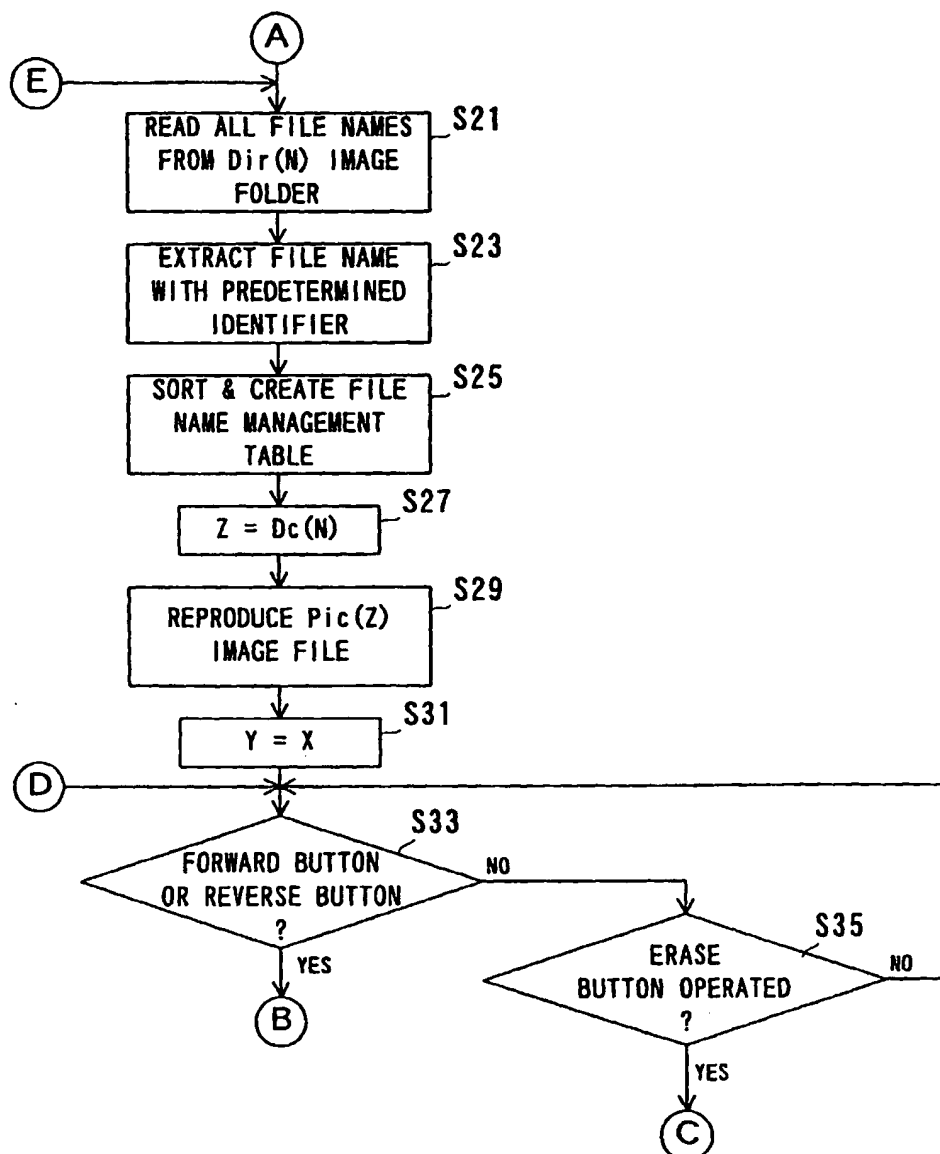 A
E
S21
READ ALL FILE NAMES
FROM Dir(N) IMAGE
FOLDER
S23
EXTRACT FILE NAME
WITH PREDETERMINED
IDENTIFIER
S25
SORT & CREATE FILE
NAME MANAGEMENT
TABLE
S27
Z = Dc(N)
S29
REPRODUCE Pic(Z)
IMAGE FILE
S31
Y = X
D
S33
FORWARD BUTTON
OR REVERSE BUTTON
?
NO
YES
B
S35
ERASE
BUTTON OPERATED
?
NO
YES
C